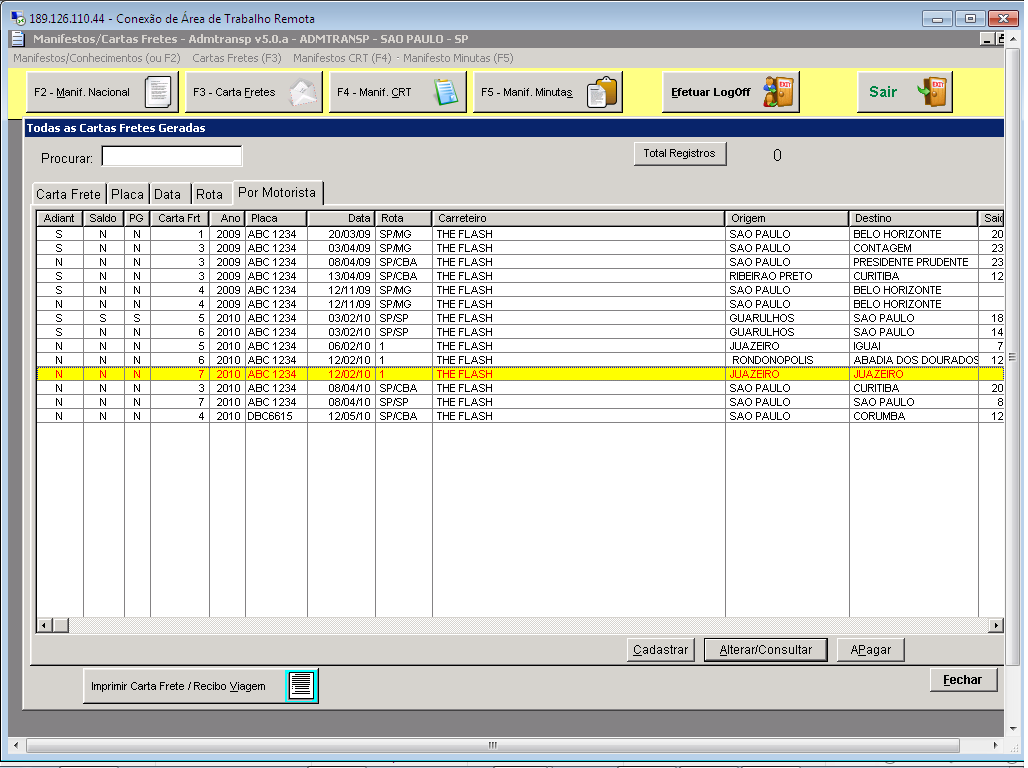 189.126.110.44 - Conexão de Área de Trabalho Remota
Manifestos/Cartas Fretes - Admtransp v5.0.a - ADMTRANSP - SAO PAULO - SP
Manifestos/Conhecimentos (ou F2) Cartas Fretes (F3) Manifestos CRT (F4) - Manifesto Minutas (F5)
F2 - Manif. Nacional F3 - Carta Fretes F4 - Manif. CRT F5 - Manif. Minutas Efetuar LogOff EXIT Sair EXIT
Todas as Cartas Fretes Geradas
Procurar: Total Registros 0
Carta Frete Placa Data Rota Por Motorista
Adiant Saldo PG Carta Frt Ano Placa Data Rota Carreteiro Origem Destino Saíd
S N N 1 2009 ABC 1234 20/03/09 SP/MG THE FLASH SAO PAULO BELO HORIZONTE 20
S N N 3 2009 ABC 1234 03/04/09 SP/MG THE FLASH SAO PAULO CONTAGEM 23
N N N 3 2009 ABC 1234 08/04/09 SP/CBA THE FLASH SAO PAULO PRESIDENTE PRUDENTE 23
S N N 3 2009 ABC 1234 13/04/09 SP/CBA THE FLASH RIBEIRAO PRETO CURITIBA 12
S N N 4 2009 ABC 1234 12/11/09 SP/MG THE FLASH SAO PAULO BELO HORIZONTE
N N N 4 2009 ABC 1234 12/11/09 SP/MG THE FLASH SAO PAULO BELO HORIZONTE
S S S 5 2010 ABC 1234 03/02/10 SP/SP THE FLASH GUARULHOS SAO PAULO 18
S N N 6 2010 ABC 1234 03/02/10 SP/SP THE FLASH GUARULHOS SAO PAULO 14
N N N 5 2010 ABC 1234 06/02/10 1 THE FLASH JUAZEIRO IGUAI 7
N N N 6 2010 ABC 1234 12/02/10 1 THE FLASH RONDONOPOLIS ABADIA DOS DOURADOS 12
N N N 7 2010 ABC 1234 12/02/10 1 THE FLASH JUAZEIRO JUAZEIRO
N N N 3 2010 ABC 1234 08/04/10 SP/CBA THE FLASH SAO PAULO CURITIBA 20
N N N 7 2010 ABC 1234 08/04/10 SP/SP THE FLASH SAO PAULO SAO PAULO 8
N N N 4 2010 DBC6615 12/05/10 SP/CBA THE FLASH SAO PAULO CORUMBA 12
Cadastrar Alterar/Consultar APagar
Imprimir Carta Frete / Recibo Viagem Fechar